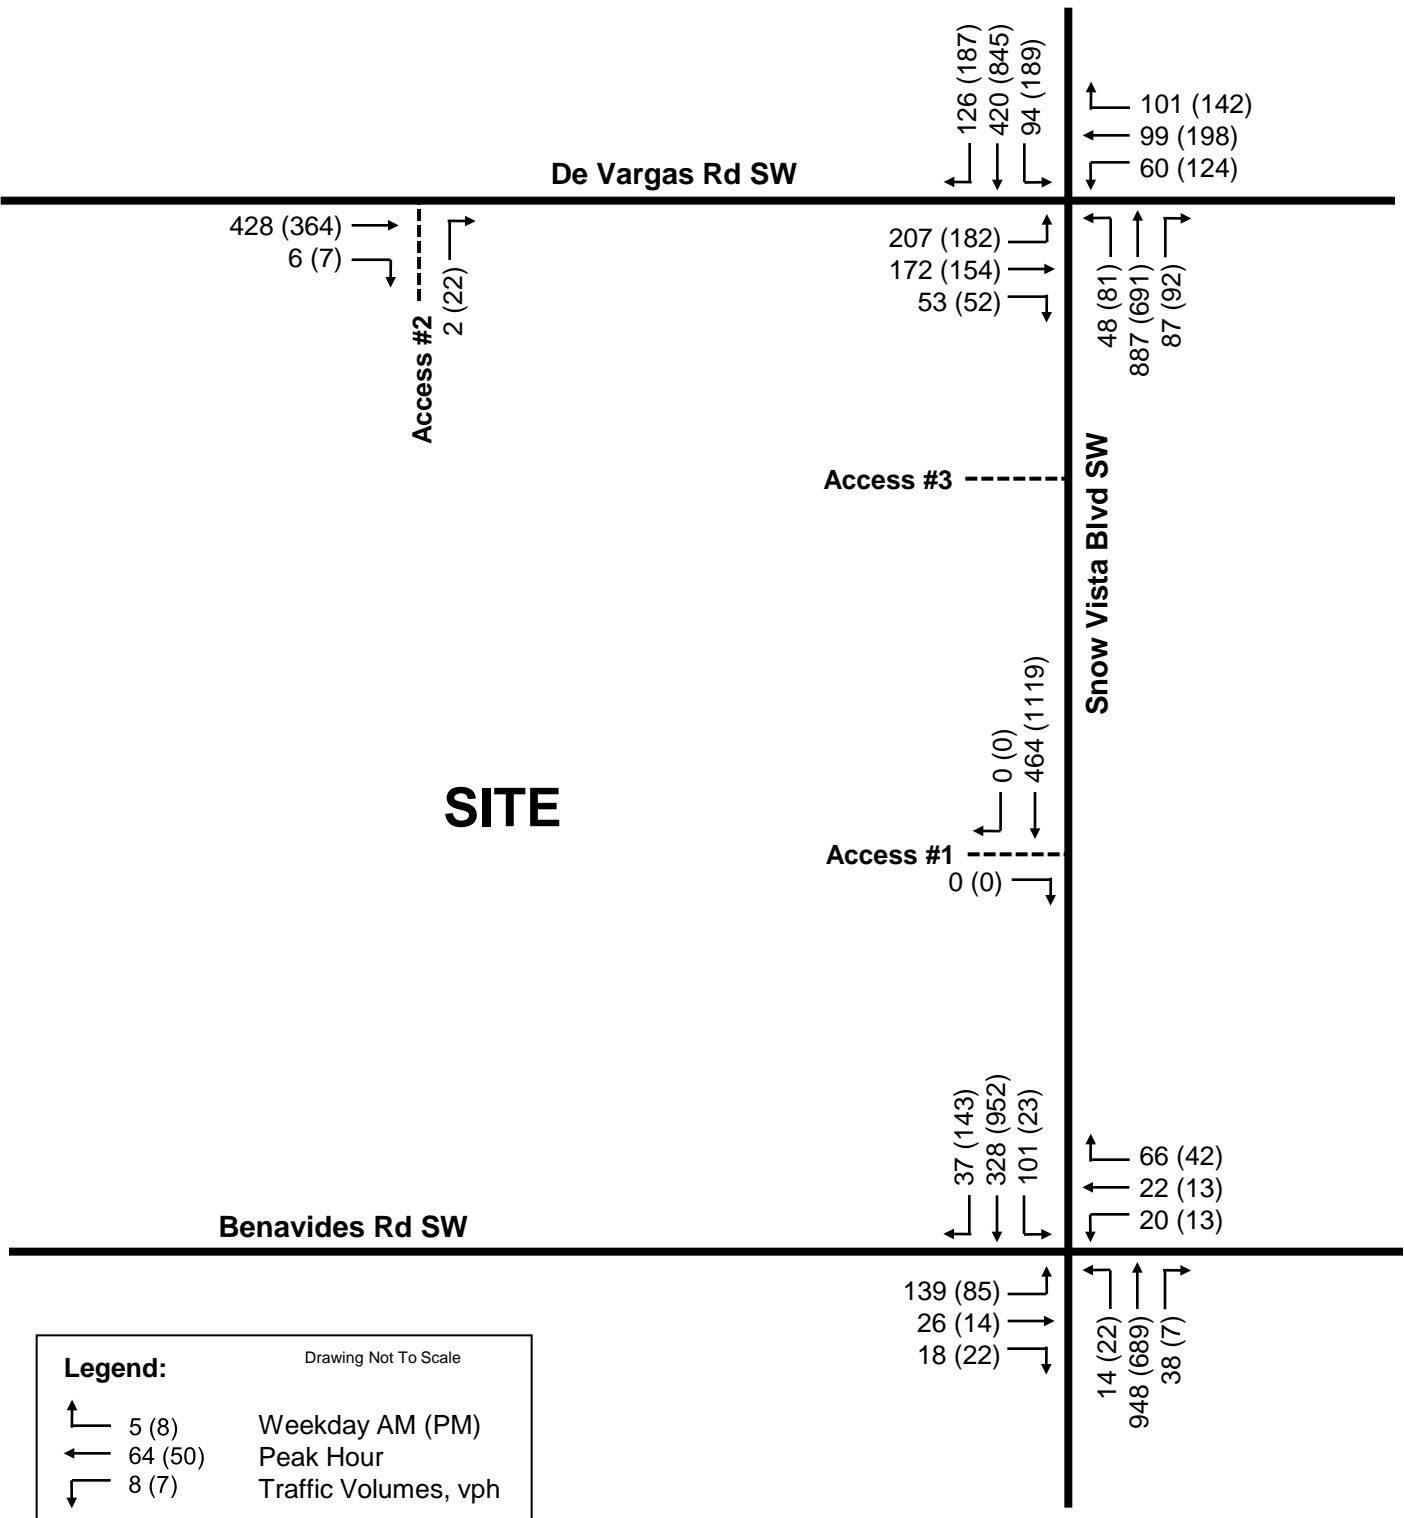 126 (187)
420 (845)
94 (189)
101 (142)
99 (198)
60 (124)
De Vargas Rd SW
428 (364)
6 (7)
2 (22)
Access #2
207 (182)
172 (154)
53 (52)
48 (81)
887 (691)
87 (92)
Access #3
Snow Vista Blvd SW
0 (0)
464 (1119)
SITE
Access #1
0 (0)
37 (143)
328 (952)
101 (23)
66 (42)
22 (13)
20 (13)
Benavides Rd SW
139 (85)
26 (14)
18 (22)
14 (22)
948 (689)
38 (7)
Legend:
Drawing Not To Scale
5 (8)
64 (50)
8 (7)
Weekday AM (PM)
Peak Hour
Traffic Volumes, vph